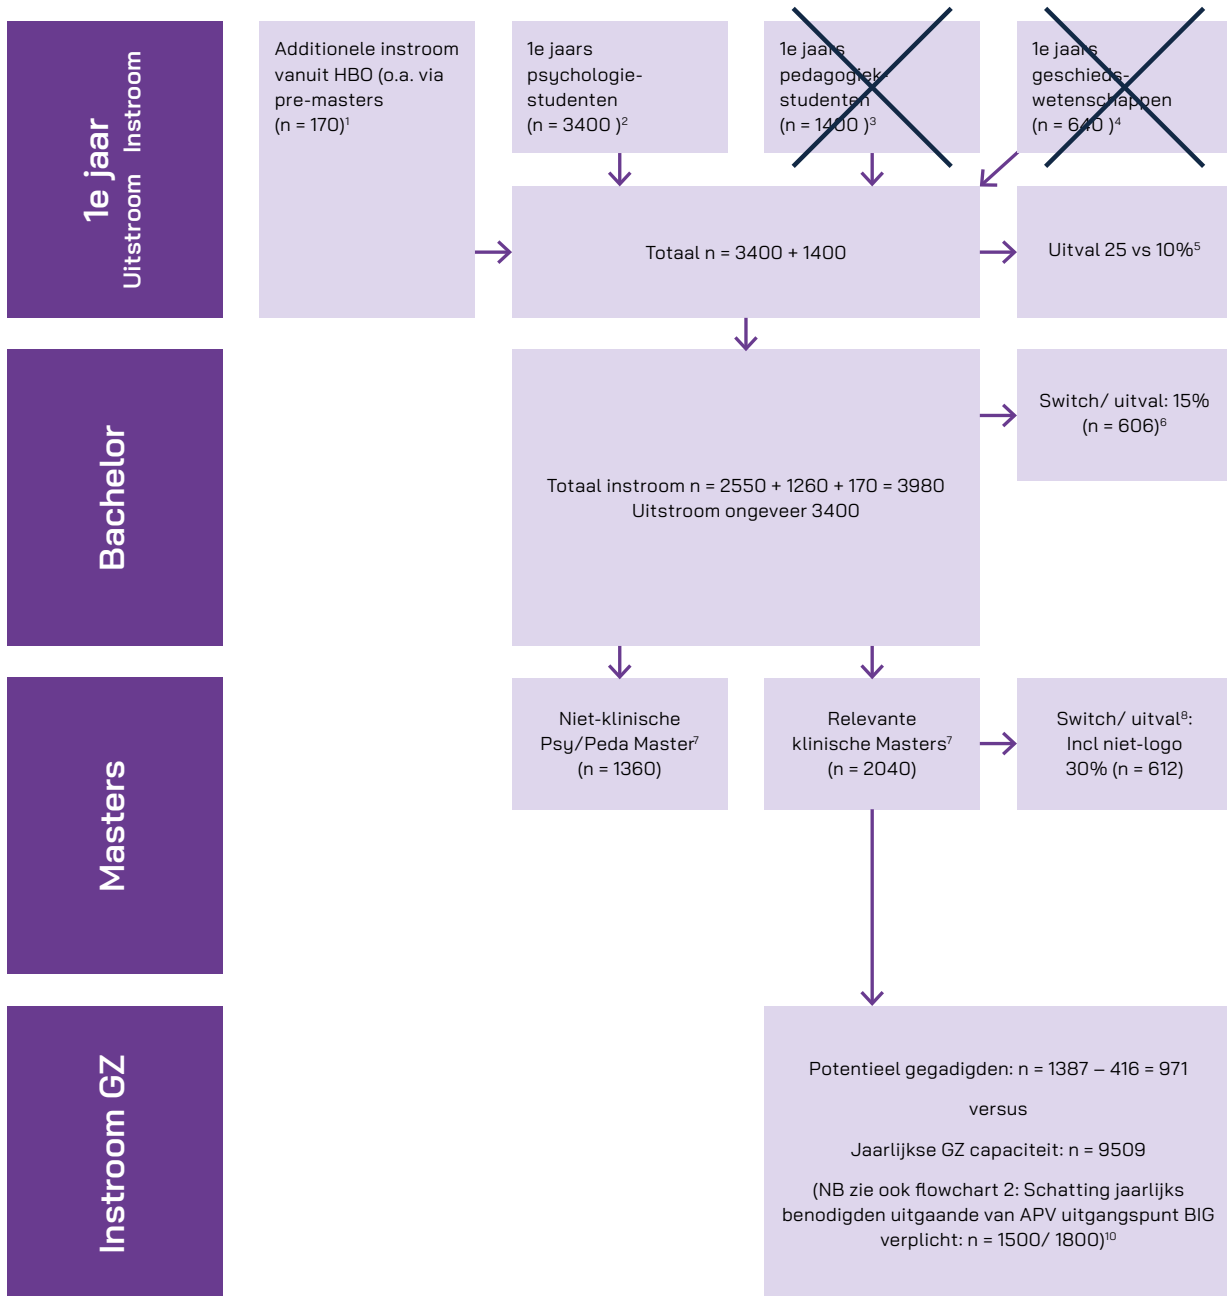 1e jaar
Uitstroom Instroom
Additionele instroom
vanuit HBO (o.a. via
pre-masters
(n = 170)¹
1e jaars
psychologie-
studenten
(n = 3400 )²
1e jaars
pedagogiek-
studenten
(n = 1400 )³
1e jaars
geschieds-
wetenschappen
(n = 640 )⁴
Totaal n = 3400 + 1400
Uitval 25 vs 10%⁵
Bachelor
Totaal instroom n = 2550 + 1260 + 170 = 3980
Uitstroom ongeveer 3400
Switch/ uitval: 15%
(n = 606)⁶
Masters
Niet-klinische
Psy/Peda Master⁷
(n = 1360)
Relevante
klinische Masters⁷
(n = 2040)
Switch/ uitval⁸:
Incl niet-logo
30% (n = 612)
Instroom GZ
Potentieel gegadigden: n = 1387 – 416 = 971
versus
Jaarlijkse GZ capaciteit: n = 9509
(NB zie ook flowchart 2: Schatting jaarlijks
benodigden uitgaande van APV uitgangspunt BIG
verplicht: n = 1500/ 1800)¹⁰